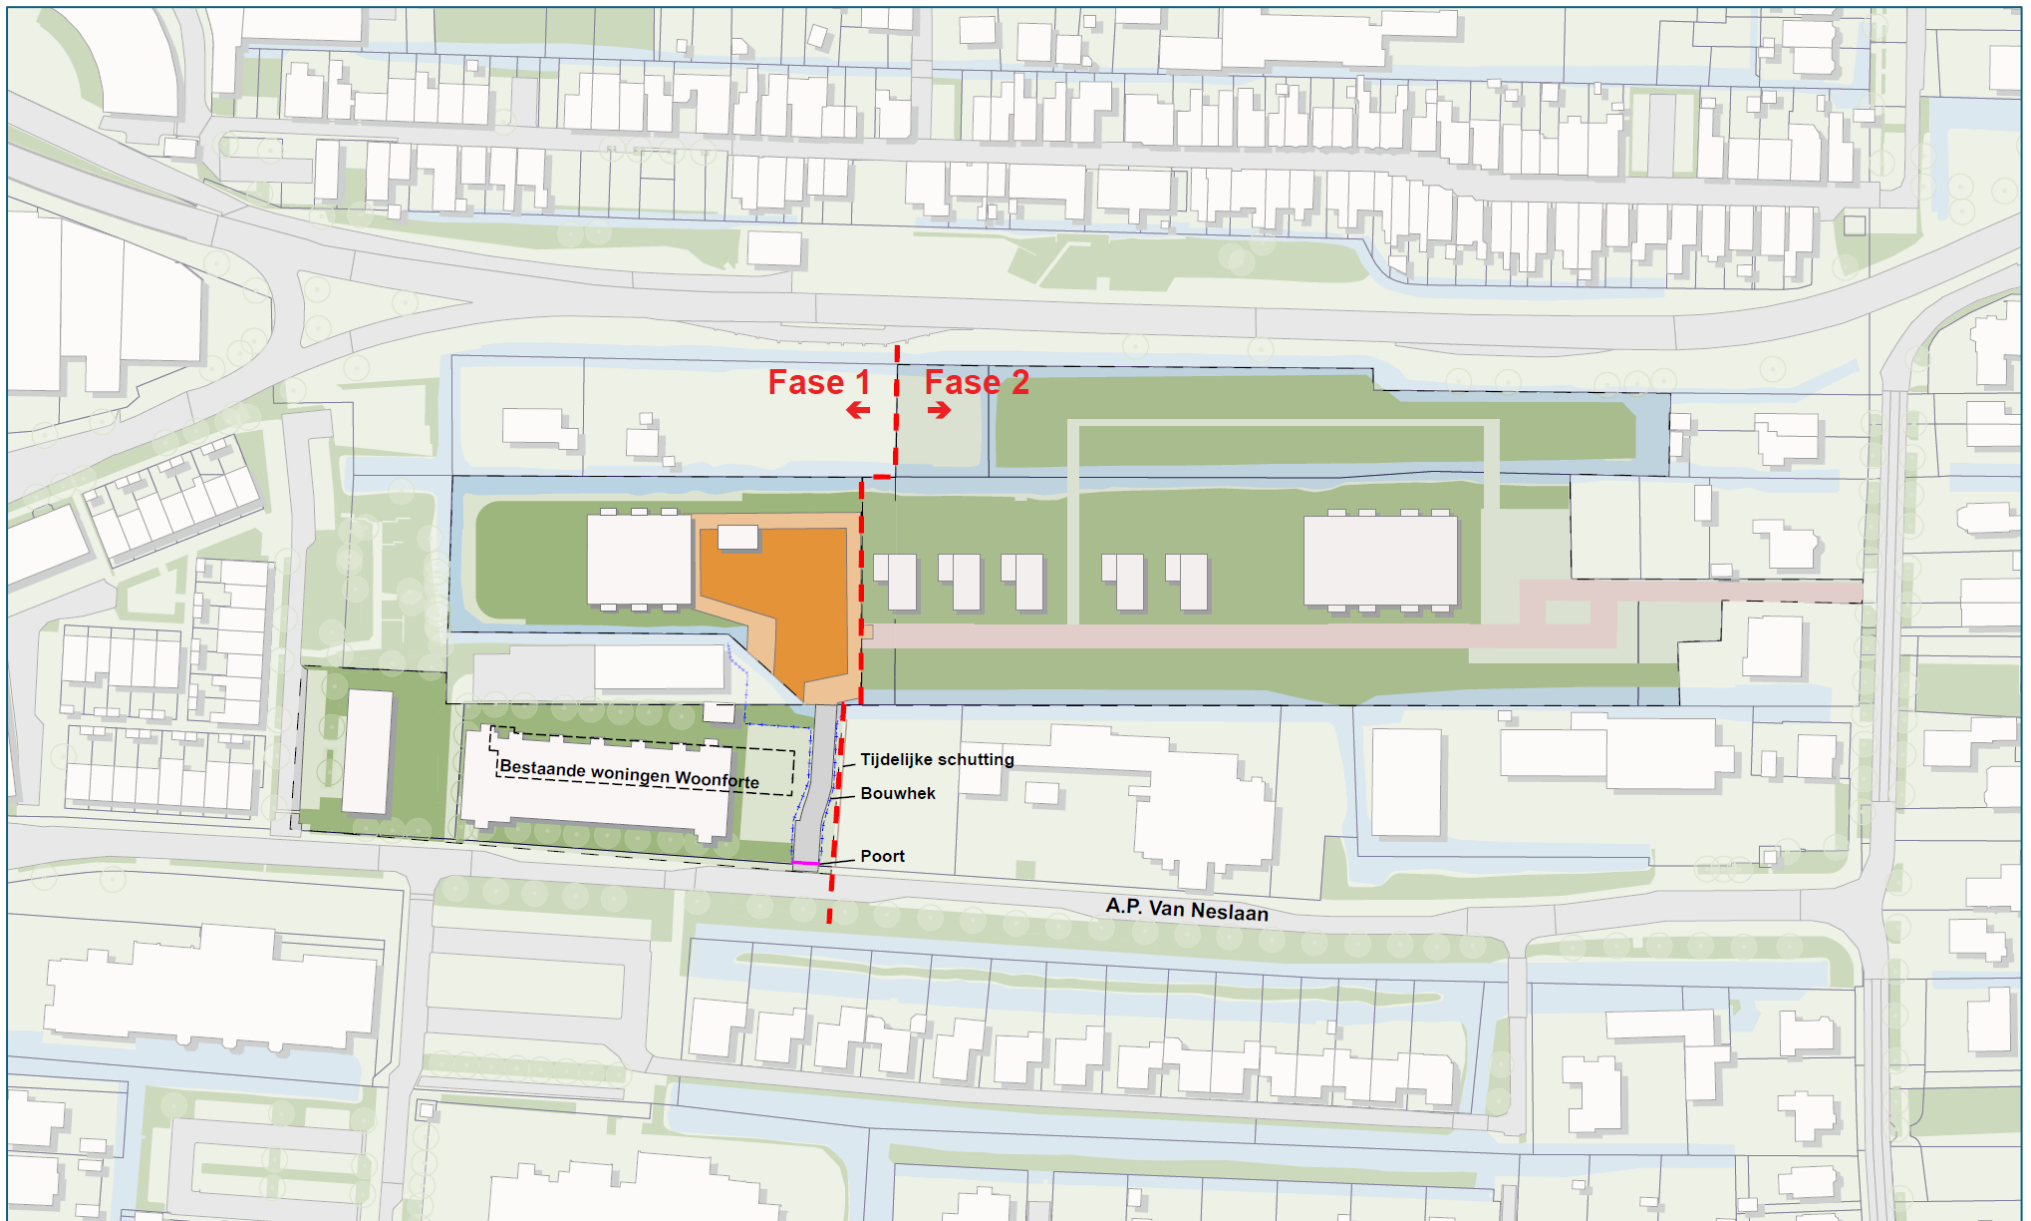 Fase 1
Fase 2
Tijdelijke schutting
Bestaande woningen Woonforte
Bouwhek
Poort
A.P. Van Neslaan